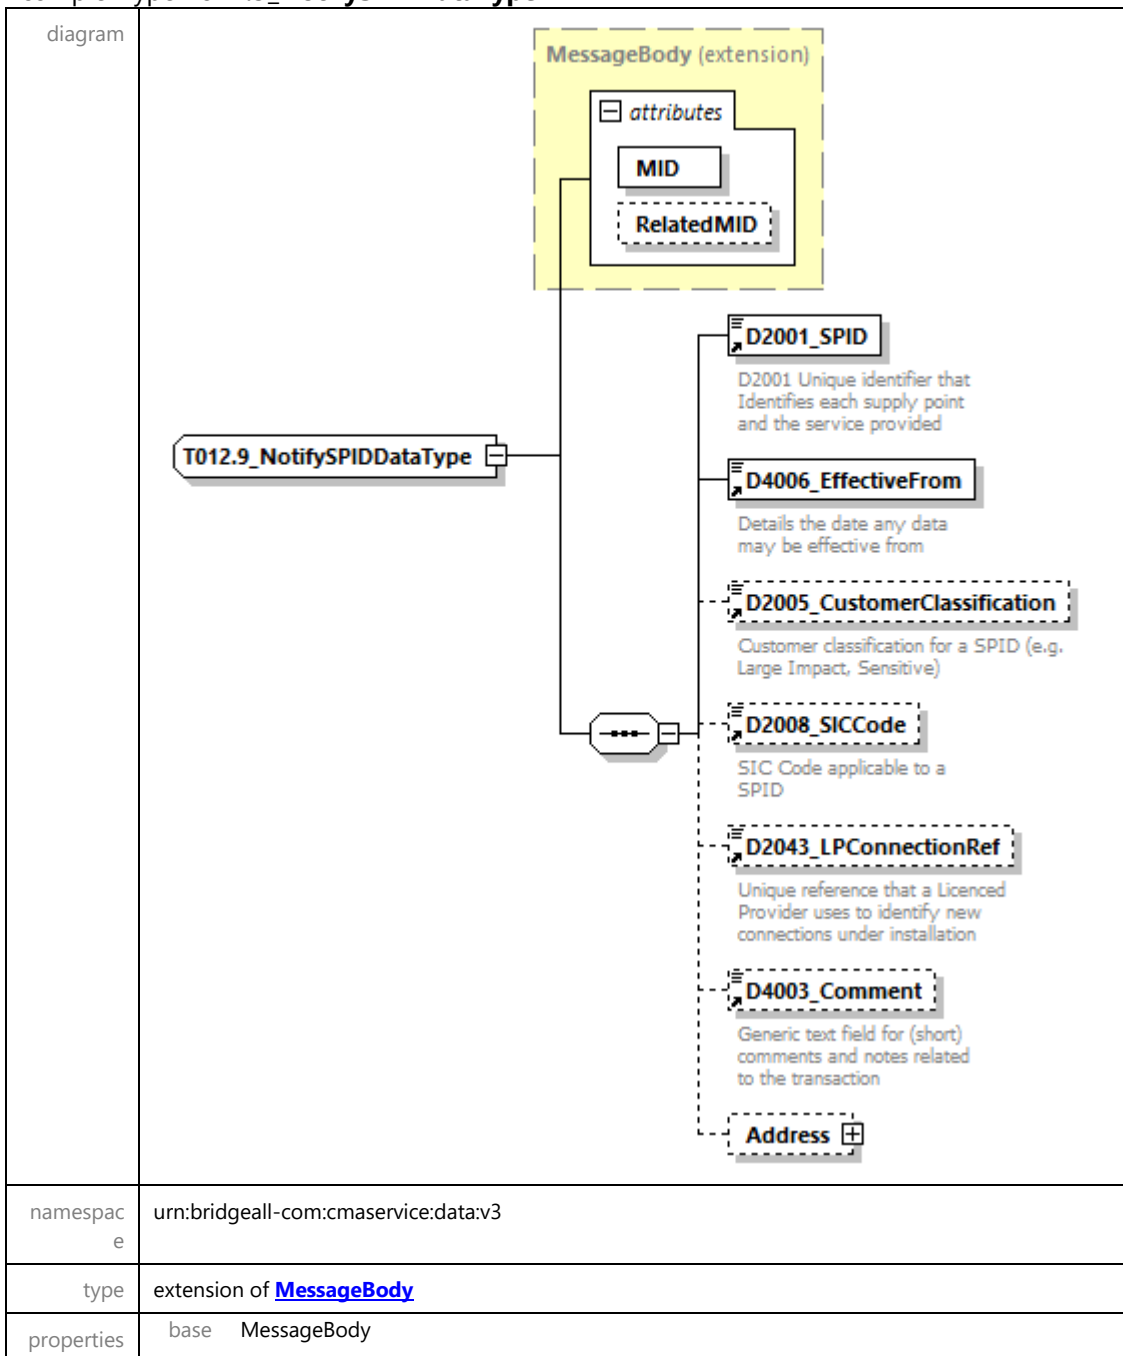 diagram
MessageBody (extension)
attributes
MID
RelatedMID
D2001_SPID
D2001 Unique identifier that
Identifies each supply point
and the service provided
T012.9_NotifySPIDDataType
D4006_EffectiveFrom
Details the date any data
may be effective from
D2005_CustomerClassification
Customer classification for a SPID (e.g.
Large Impact, Sensitive)
D2008_SICCode
SIC Code applicable to a
SPID
D2043_LPConnectionRef
Unique reference that a Licenced
Provider uses to identify new
connections under installation
D4003_Comment
Generic text field for (short)
comments and notes related
to the transaction
Address
namespac
e
urn:bridgeall-com:cmaservice:data:v3
type
extension of MessageBody
properties
base MessageBody